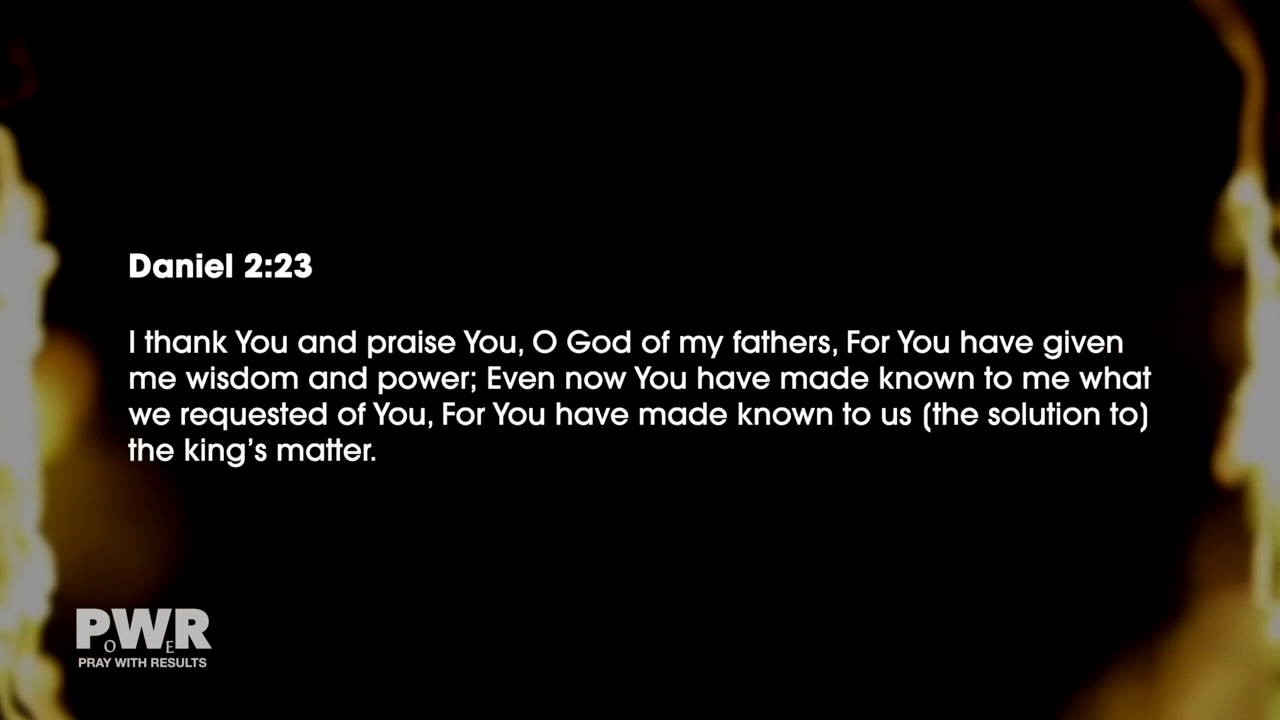 Daniel 2:23
I thank You and praise You, O God of my fathers, For You have given
me wisdom and power; Even now You have made known to me what
we requested of You, For You have made known to us (the solution to)
the king's matter.
POWER
PRAY WITH RESULTS